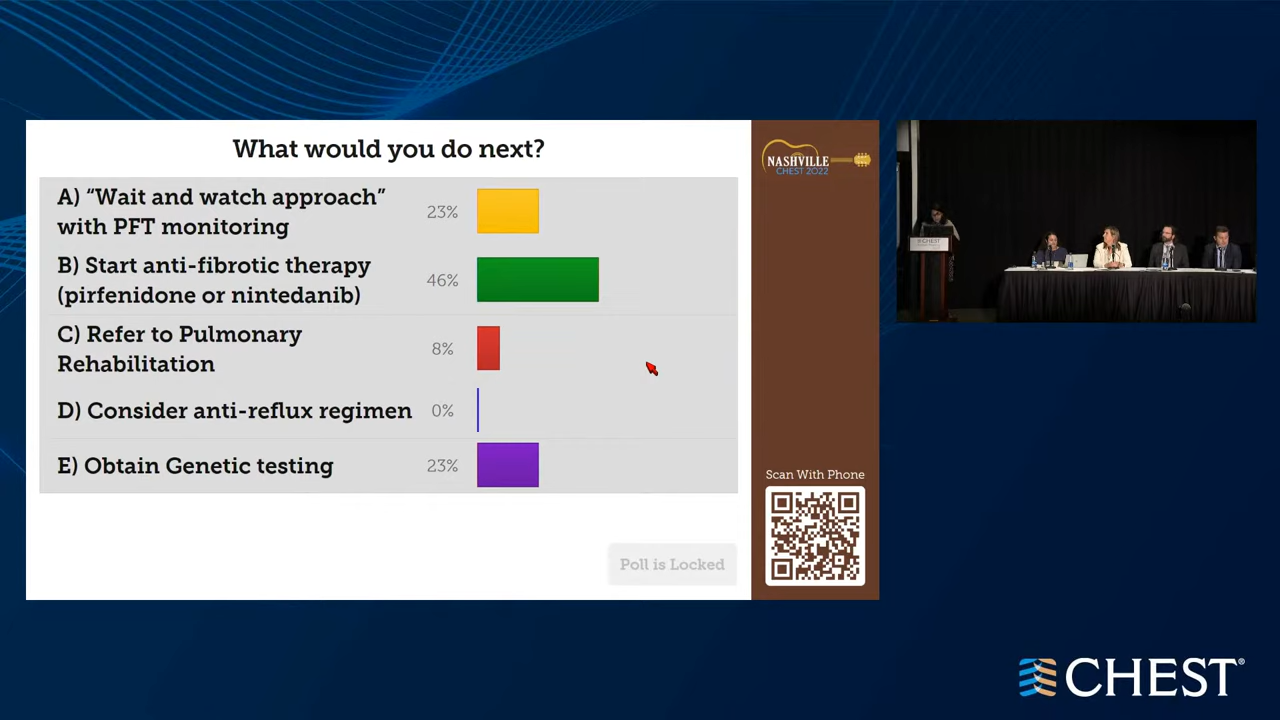 What would you do next?
A) “Wait and watch approach”
with PFT monitoring
23%
B) Start anti-fibrotic therapy
(pirfenidone or nintedanib)
46%
C) Refer to Pulmonary
Rehabilitation
8%
D) Consider anti-reflux regimen
0%
E) Obtain Genetic testing
23%
Poll is Locked
NASHVILLE
CHEST 2022
Scan With Phone
CHEST
CHEST®